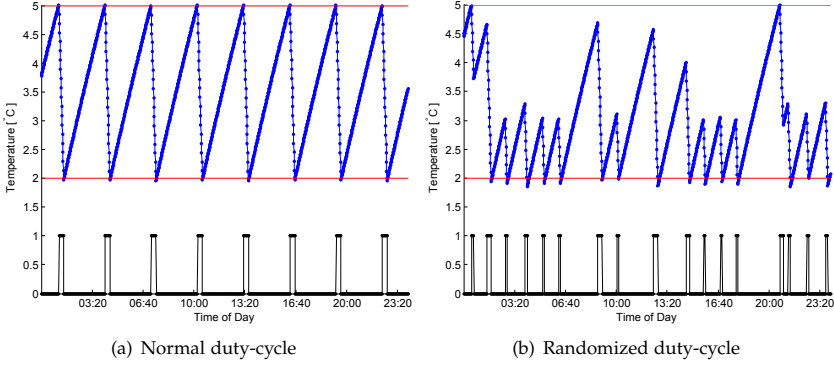 5
4.5
4
3.5
3
2.5
2
1.5
1
0.5
0
Temperature [ °C ]
03:20 06:40 10:00 13:20 16:40 20:00 23:20
Time of Day
(a) Normal duty-cycle
5
4.5
4
3.5
3
2.5
2
1.5
1
0.5
0
Temperature [ °C ]
03:20 06:40 10:00 13:20 16:40 20:00 23:20
Time of Day
(b) Randomized duty-cycle